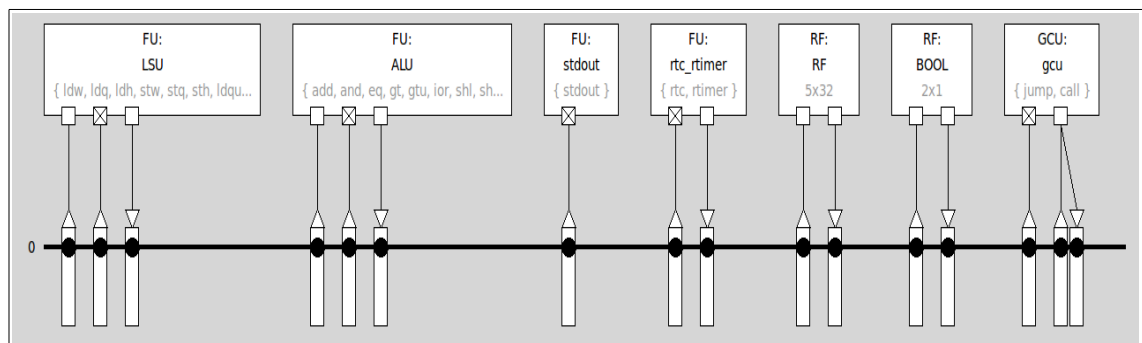 FU:
LSU
{ ldw, ldq, ldh, stw, stq, sth, ldqu...
FU:
ALU
{ add, and, eq, gt, gtu, ior, shl, sh...
FU:
stdout
{ stdout }
FU:
rtc_rtimer
{ rtc, rtimer }
RF:
RF
5x32
RF:
BOOL
2x1
GCU:
gcu
{ jump, call }
0